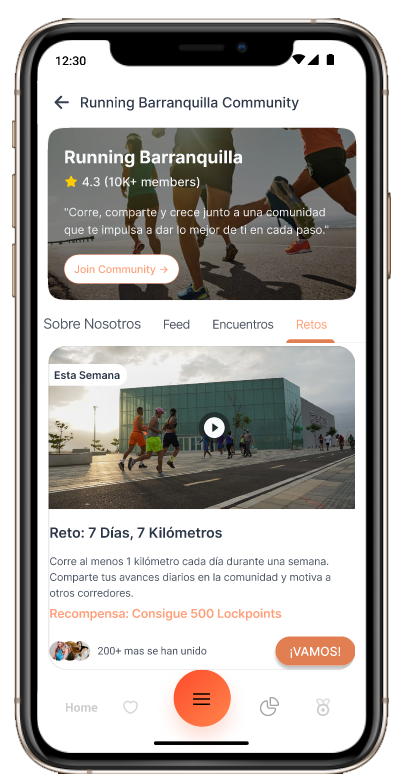 12:30
Running Barranquilla Community
Running Barranquilla
4.3 (10K+ members)
"Corre, comparte y crece junto a una comunidad
que te impulsa a dar lo mejor de ti en cada paso."
Join Community →
Sobre Nosotros Feed Encuentros Retos
Esta Semana
Reto: 7 Días, 7 Kilómetros
Corre al menos 1 kilómetro cada día durante una semana.
Comparte tus avances diarios en la comunidad y motiva a
otros corredores.
Recompensa: Consigue 500 Lockpoints
200+ mas se han unido
¡VAMOS!
Home